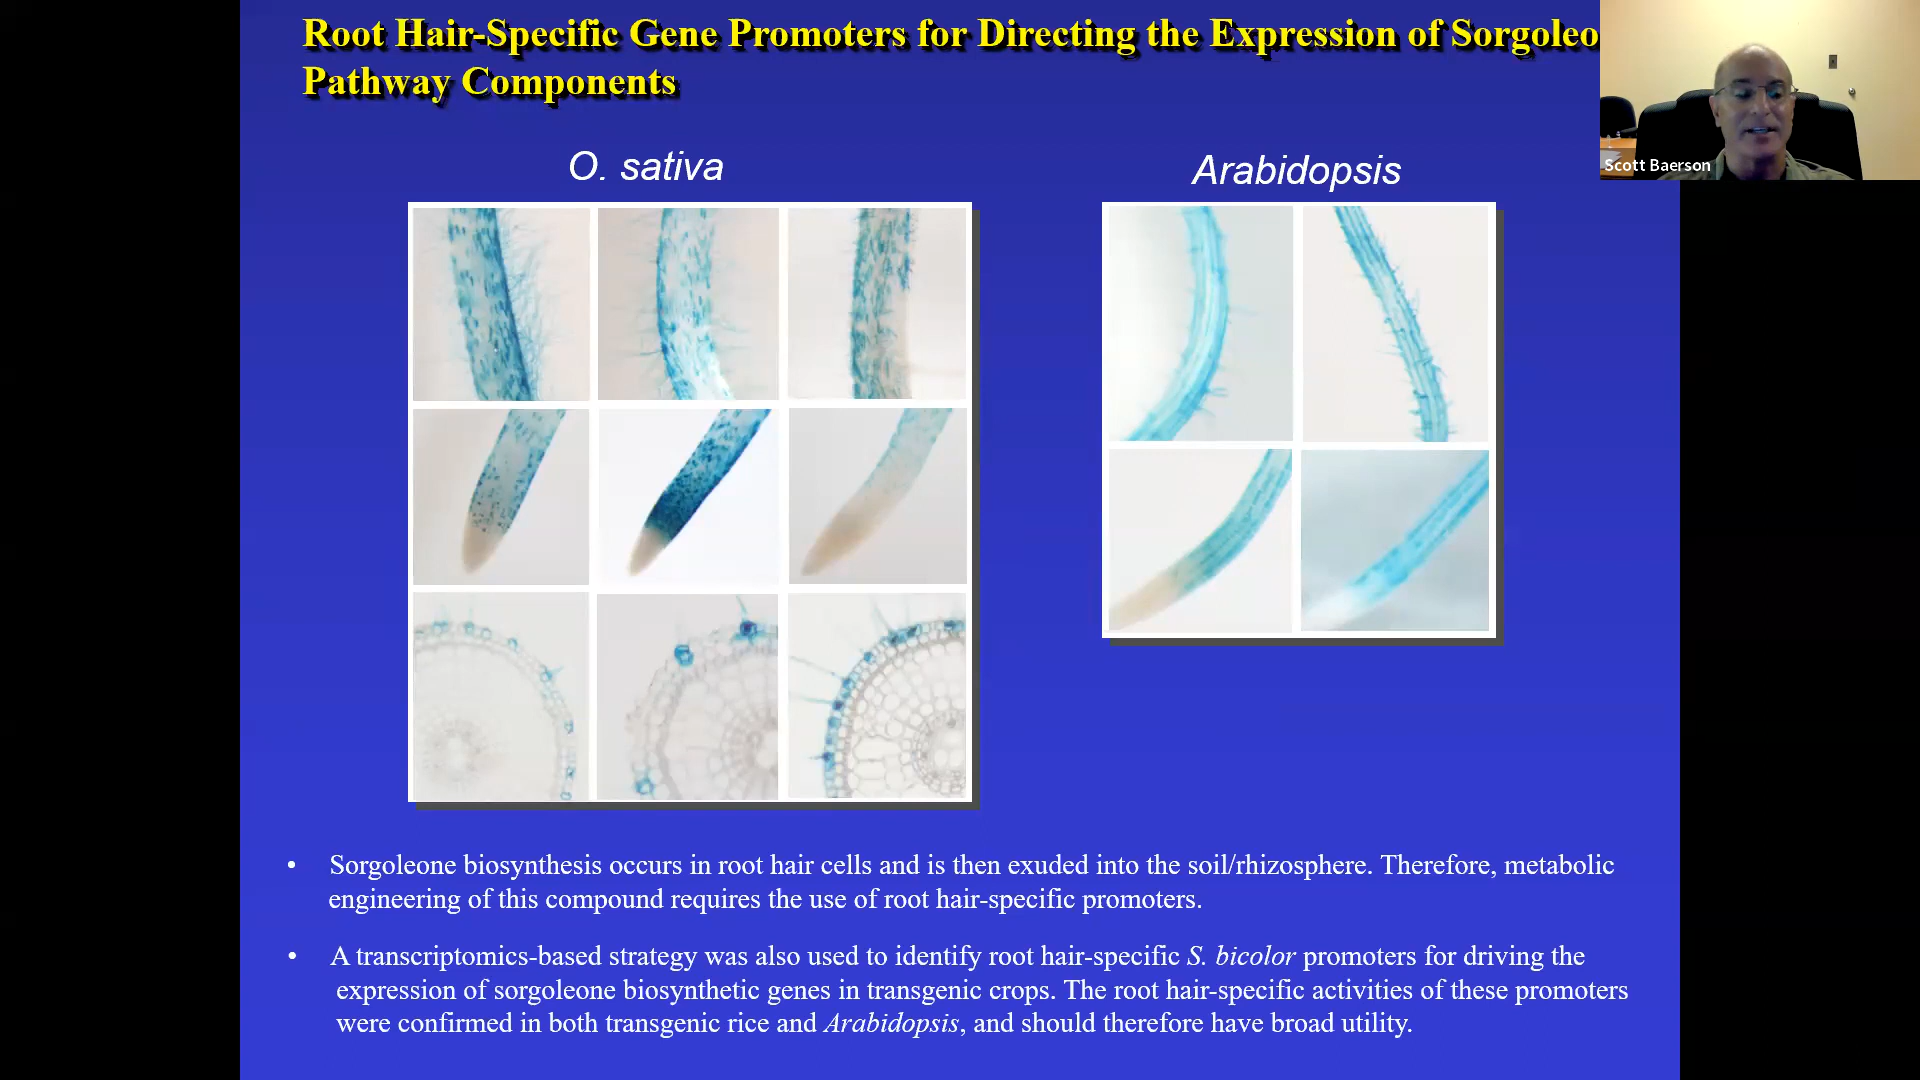 Root Hair-Specific Gene Promoters for Directing the Expression of Sorgoleo
Pathway Components
Scott Baerson
O. sativa
Arabidopsis
• Sorgoleone biosynthesis occurs in root hair cells and is then exuded into the soil/rhizosphere. Therefore, metabolic
engineering of this compound requires the use of root hair-specific promoters.
• A transcriptomics-based strategy was also used to identify root hair-specific S. bicolor promoters for driving the
expression of sorgoleone biosynthetic genes in transgenic crops. The root hair-specific activities of these promoters
were confirmed in both transgenic rice and Arabidopsis, and should therefore have broad utility.